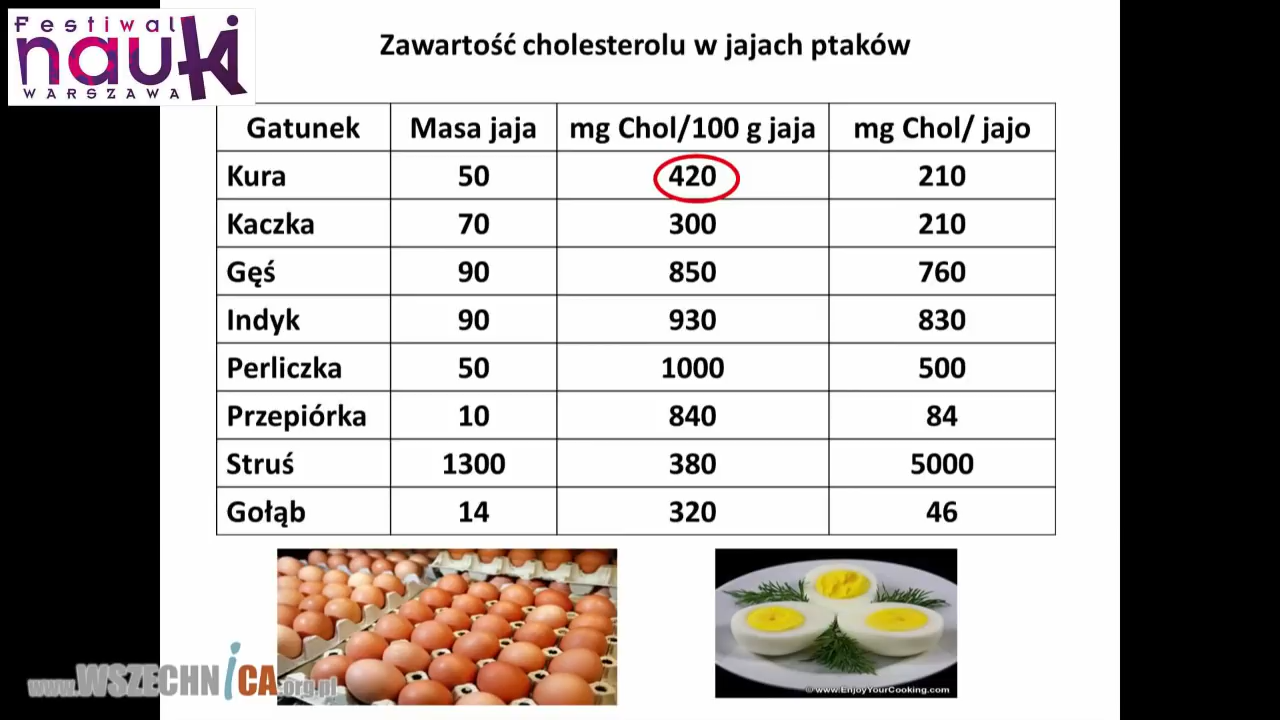 Festiwal
nauki
WARSZAWA
Zawartość cholesterolu w jajach ptaków
Gatunek Masa jaja mg Chol/100 g jaja mg Chol/ jajo
Kura 50 420 210
Kaczka 70 300 210
Gęś 90 850 760
Indyk 90 930 830
Perliczka 50 1000 500
Przepiórka 10 840 84
Struś 1300 380 5000
Gołąb 14 320 46
www.WSZECHNiCA.org.pl
© www.EnjoyYourCooking.com